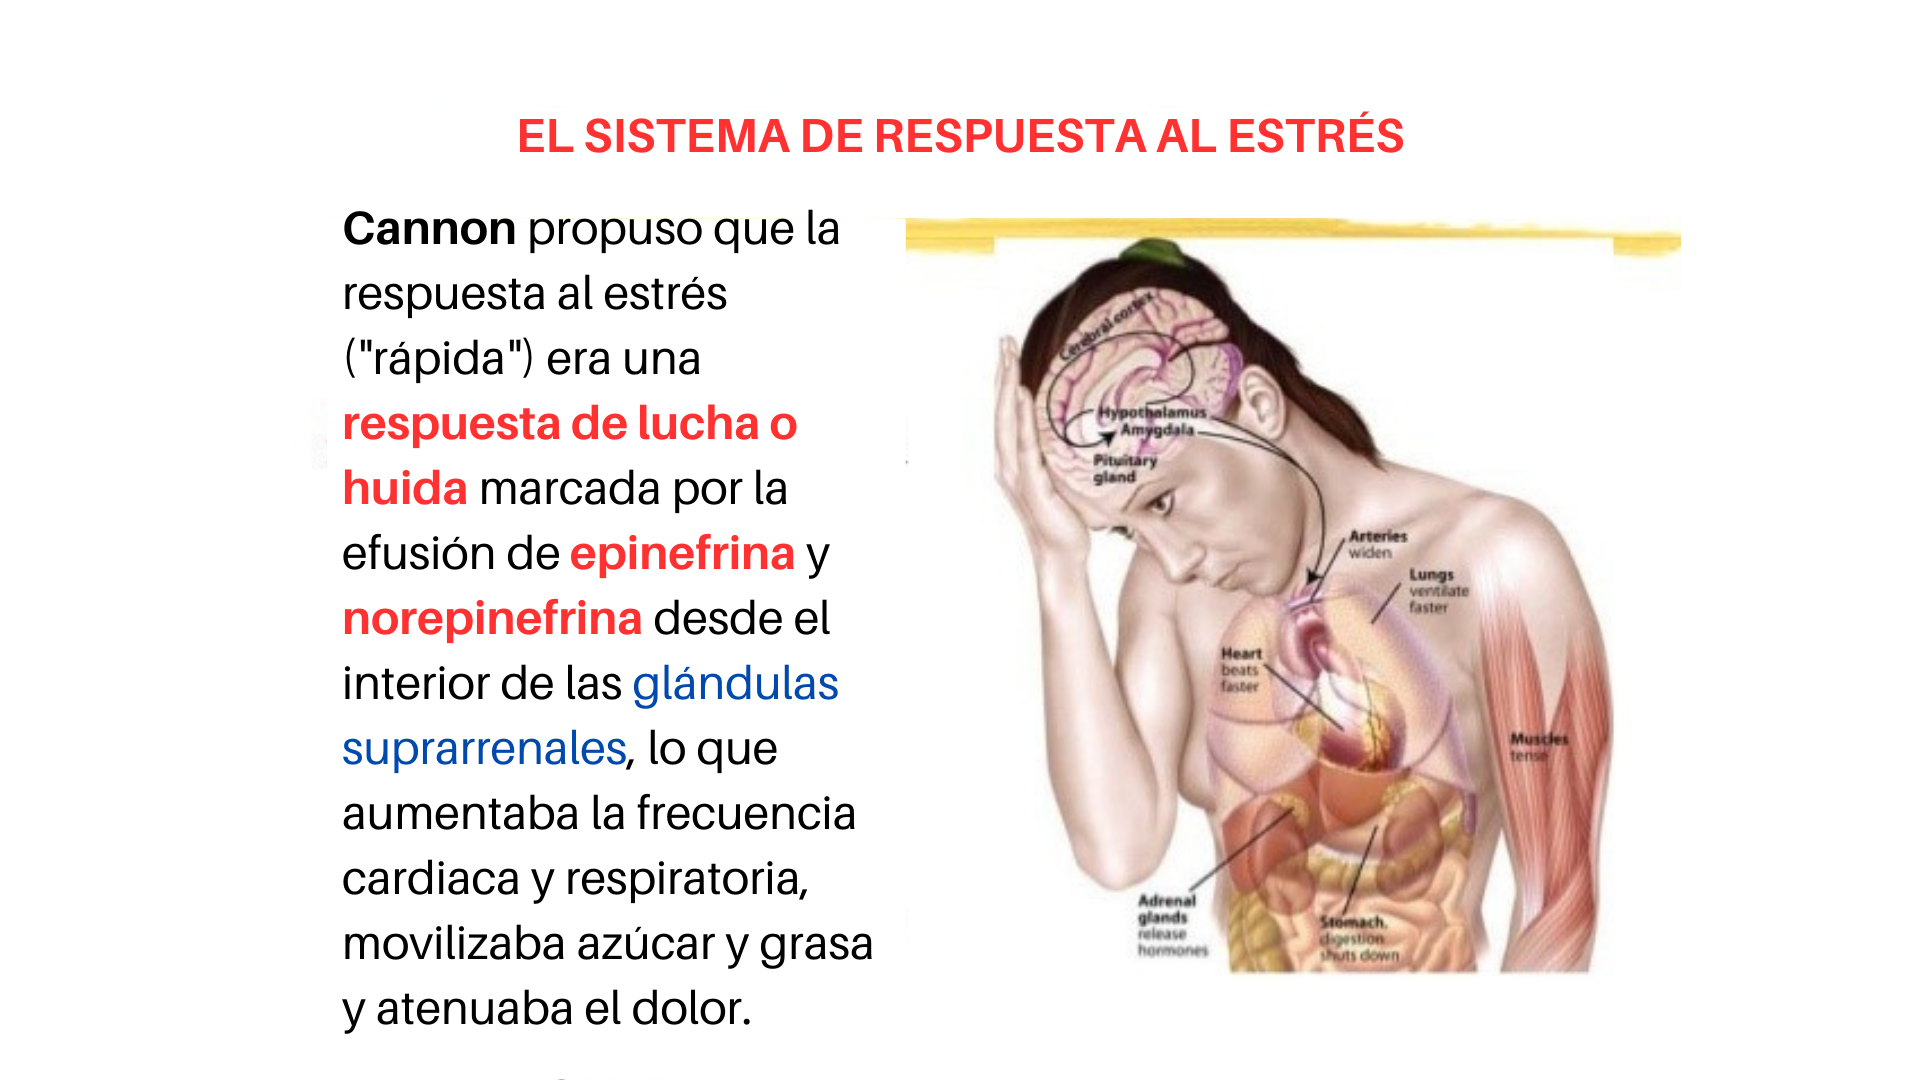 EL SISTEMA DE RESPUESTA AL ESTRÉS
Cannon propuso que la
respuesta al estrés
("rápida") era una
respuesta de lucha o
huida marcada por la
efusión de epinefrina y
norepinefrina desde el
interior de las glándulas
suprarrenales, lo que
aumentaba la frecuencia
cardiaca y respiratoria,
movilizaba azúcar y grasa
y atenuaba el dolor.
Cerebral cortex
Hypothalamus
Amygdala
Pituitary
gland
Arteries
widen
Lungs
ventilate
faster
Heart
beats
faster
Muscles
tense
Adrenal
glands
release
hormones
Stomach,
digestion
shuts down